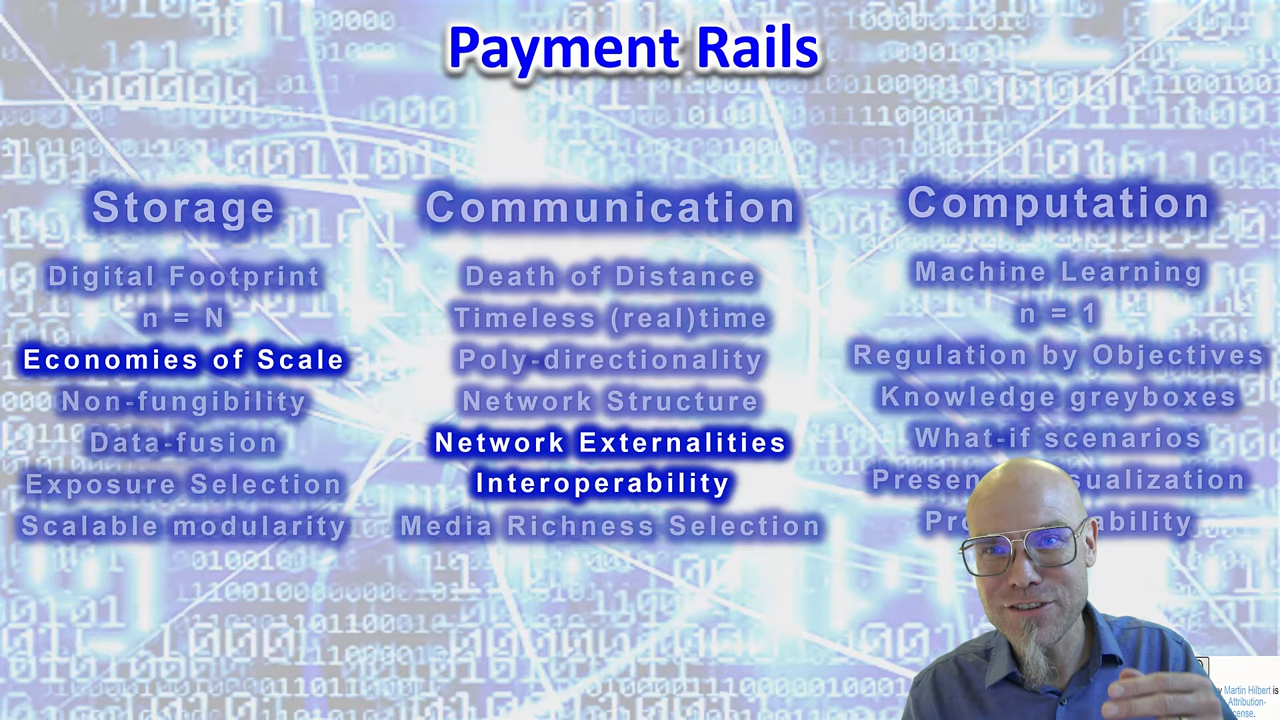 Payment Rails
Storage
Digital Footprint
n = N
Economies of Scale
Non-fungibility
Data-fusion
Exposure Selection
Scalable modularity
Communication
Death of Distance
Timeless (real)time
Poly-directionality
Network Structure
Network Externalities
Interoperability
Media Richness Selection
Computation
Machine Learning
n = 1
Regulation by Objectives
Knowledge greyboxes
What-if scenarios
Martin Hilbert is
Attribution-